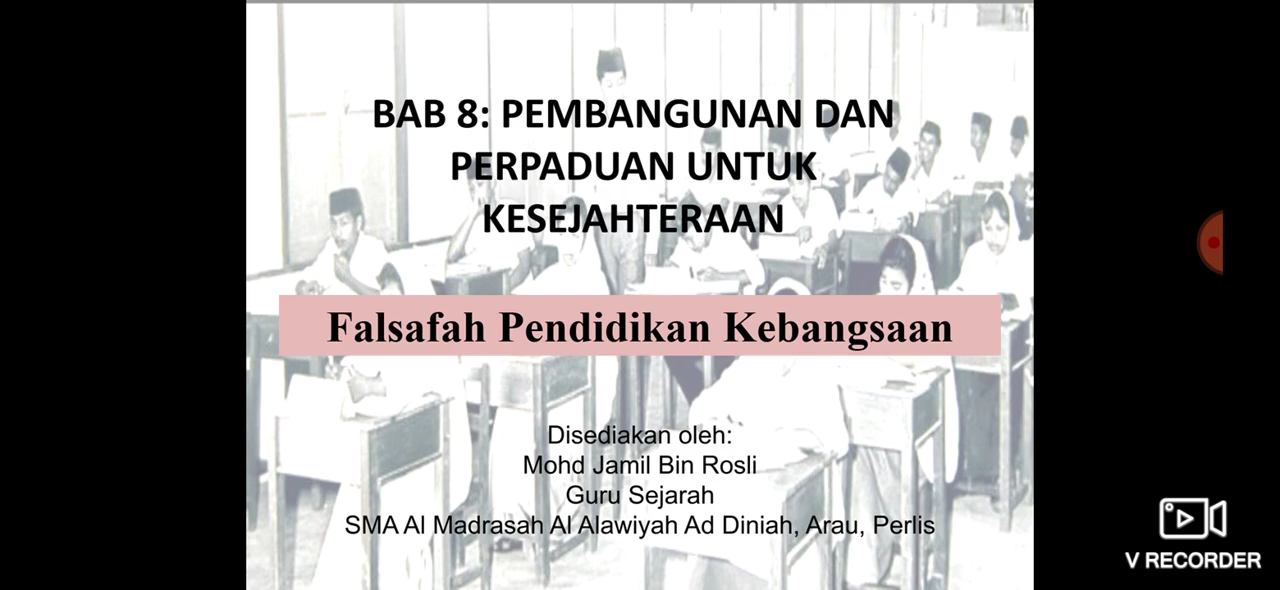 BAB 8: PEMBANGUNAN DAN
PERPADUAN UNTUK
KESEJAHTERAAN
Falsafah Pendidikan Kebangsaan
Disediakan oleh:
Mohd Jamil Bin Rosli
Guru Sejarah
SMA Al Madrasah Al Alawiyah Ad Diniah, Arau, Perlis
V RECORDER